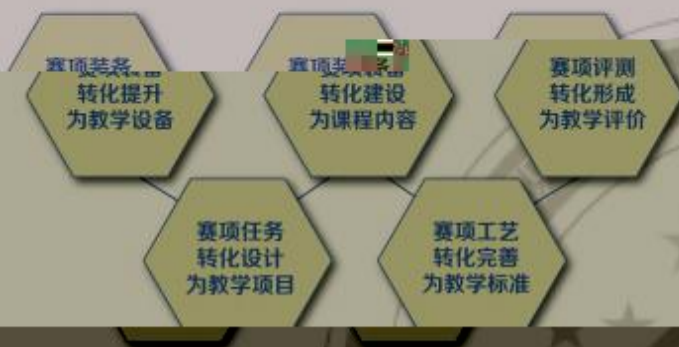 赛项装备
转化提升
为教学设备
赛项装备
转化建设
为课程内容
赛项评测
转化形成
为教学评价
赛项任务
转化设计
为教学项目
赛项工艺
转化完善
为教学标准